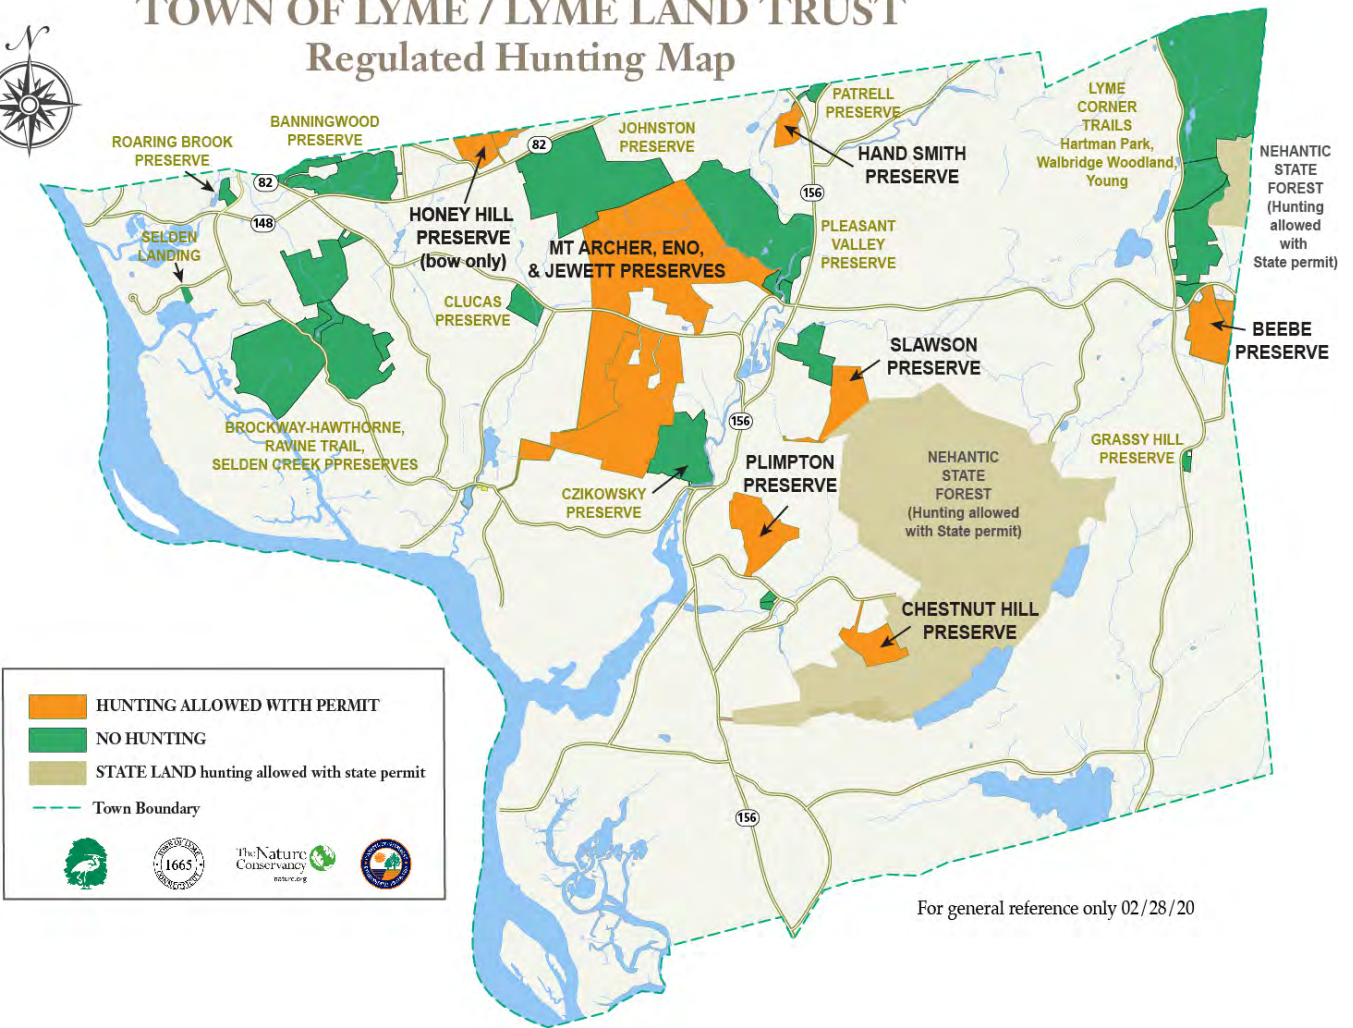 TOWN OF LYME / LYME LAND TRUST
Regulated Hunting Map
N
ROARING BROOK
PRESERVE
BANNINGWOOD
PRESERVE
82
148
82
JOHNSTON
PRESERVE
PATRELL
PRESERVE
HAND SMITH
PRESERVE
156
LYME
CORNER
TRAILS
Hartman Park,
Walbridge Woodland,
Young
NEHANTIC
STATE
FOREST
(Hunting
allowed
with
State permit)
SELDEN
LANDING
HONEY HILL
PRESERVE
(bow only)
MT ARCHER, ENO,
& JEWETT PRESERVES
PLEASANT
VALLEY
PRESERVE
CLUCAS
PRESERVE
SLAWSON
PRESERVE
BEEBE
PRESERVE
BROCKWAY-HAWTHORNE,
RAVINE TRAIL,
SELDEN CREEK PPRESERVES
156
PLIMPTON
PRESERVE
CZIKOWSKY
PRESERVE
NEHANTIC
STATE
FOREST
(Hunting allowed
with State permit)
GRASSY HILL
PRESERVE
CHESTNUT HILL
PRESERVE
156
HUNTING ALLOWED WITH PERMIT
NO HUNTING
STATE LAND hunting allowed with state permit
Town Boundary
TOWN OF LYME
1665
CONNECTICUT
The Nature
Conservancy
nature.org
For general reference only 02/28/20